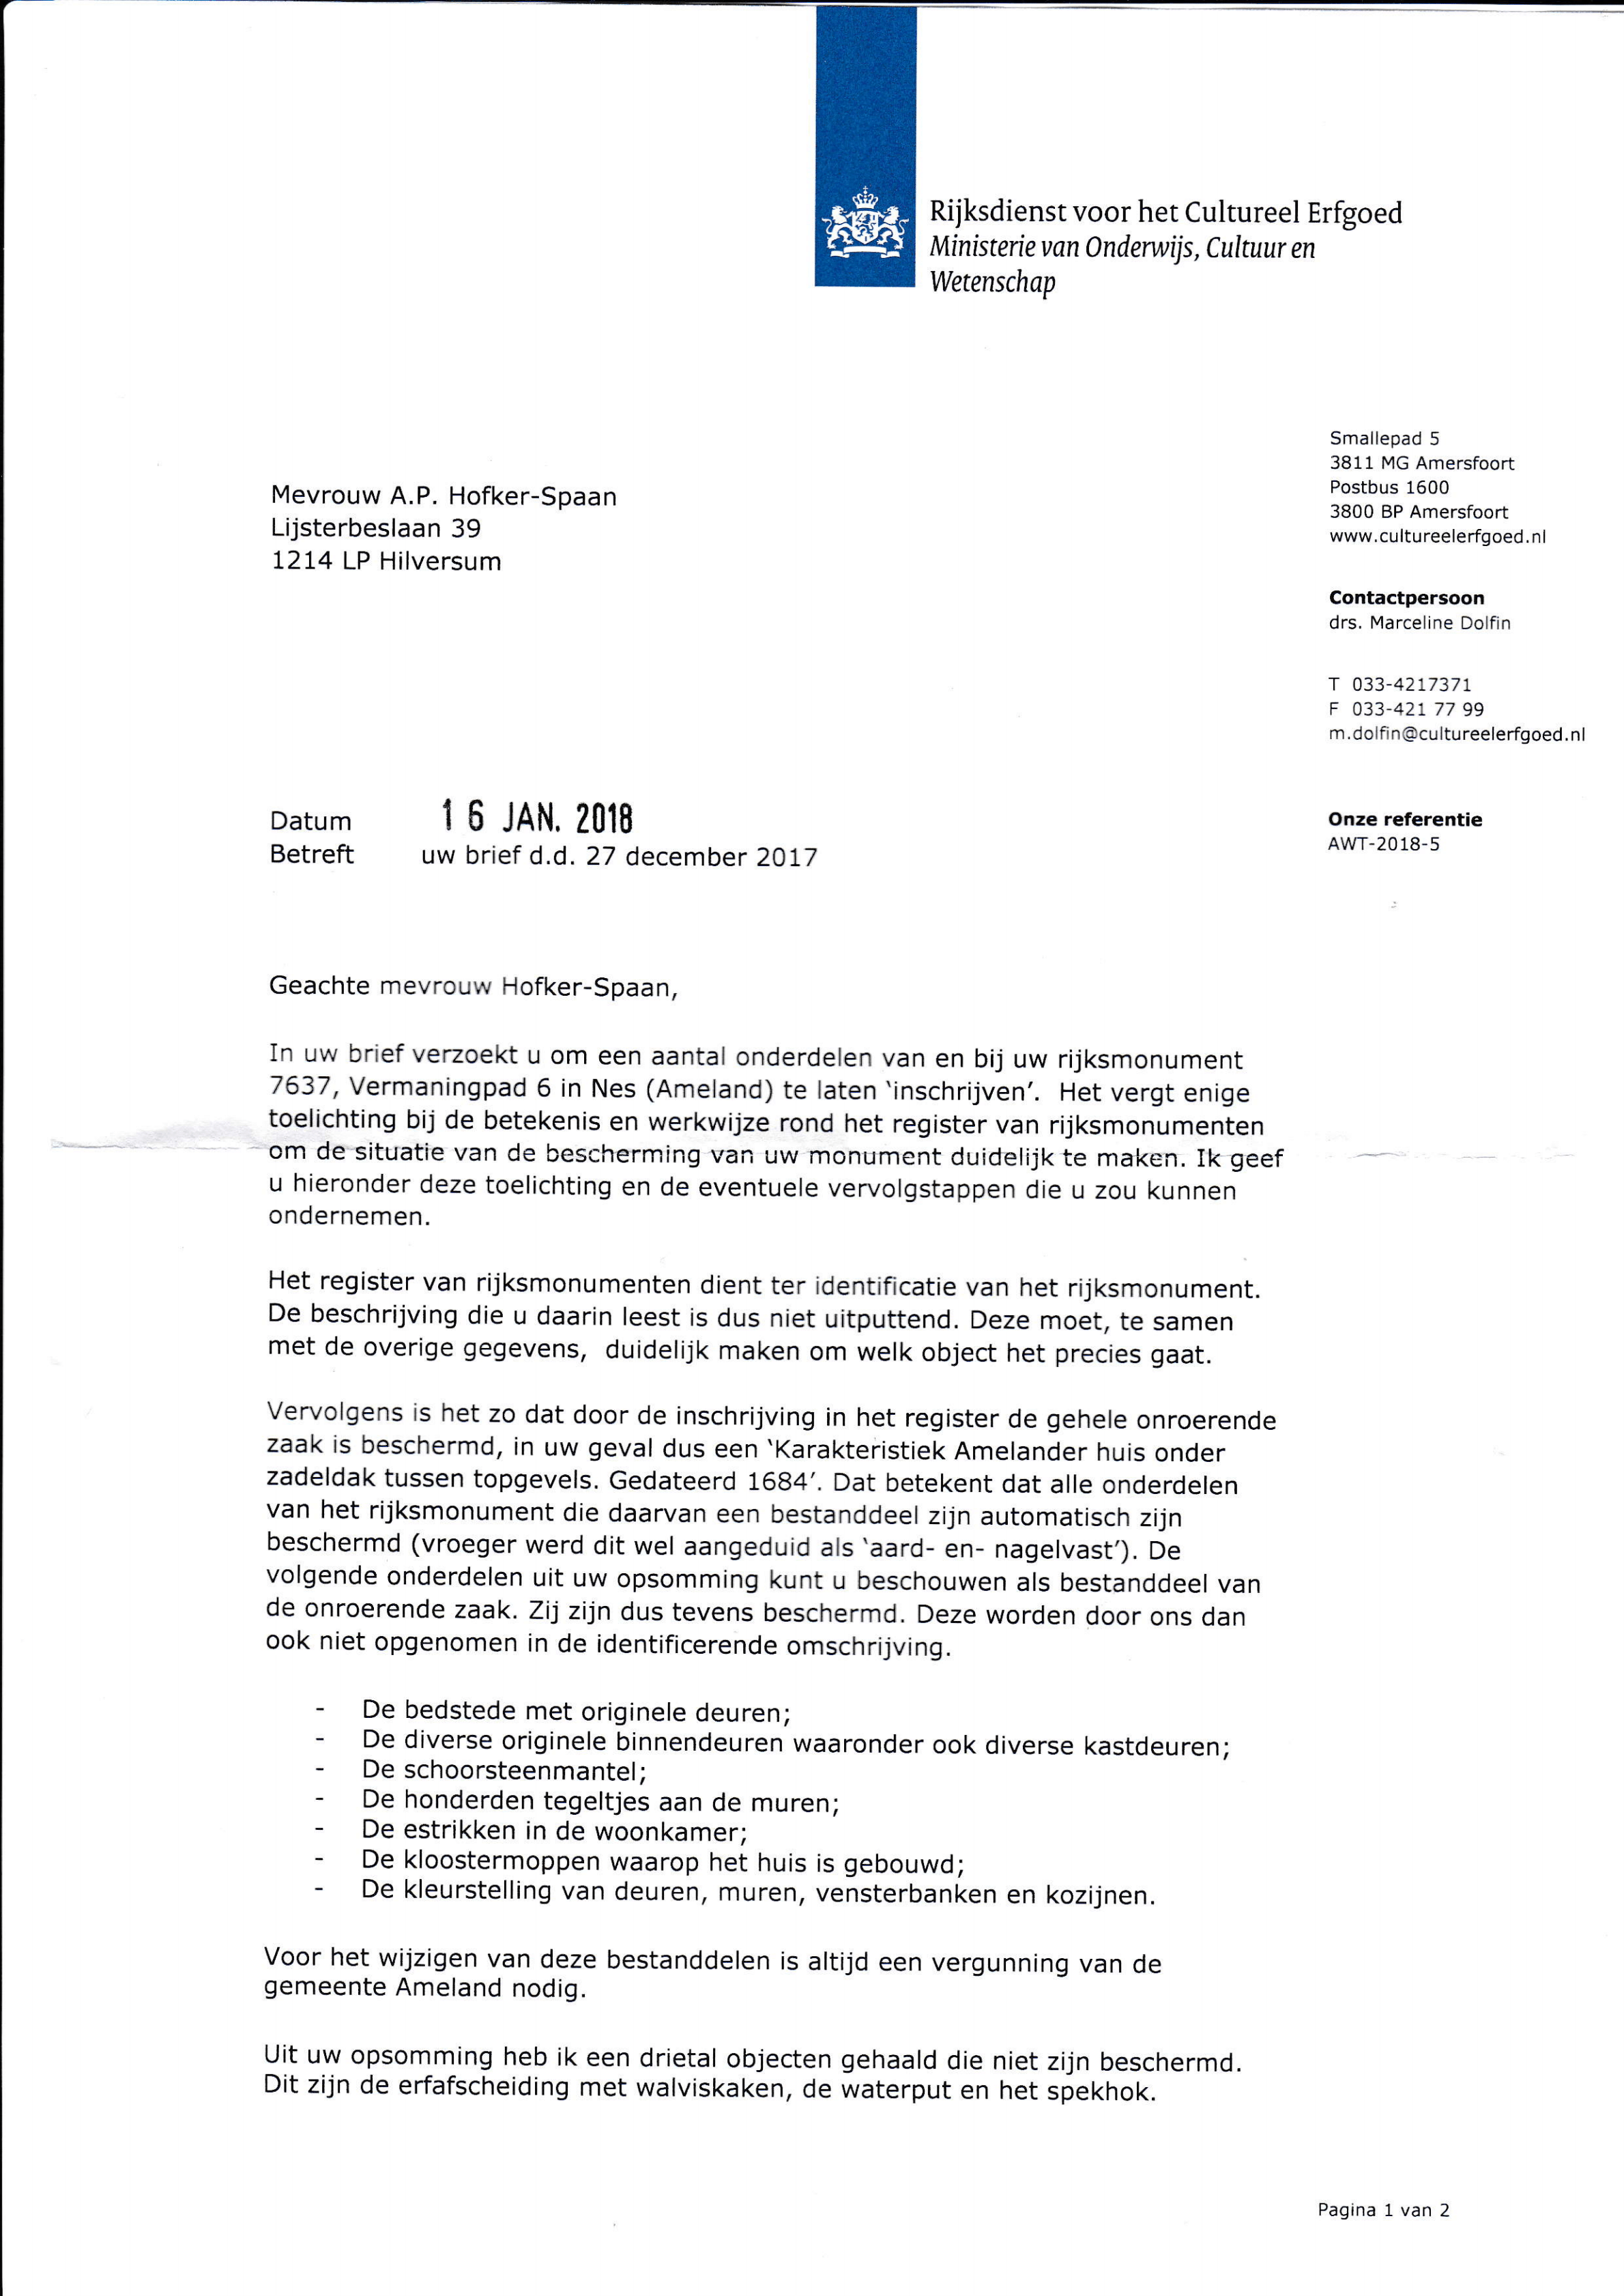 Rijksdienst voor het Cultureel Erfgoed
Ministerie van Onderwijs, Cultuur en
Wetenschap
Smallepad 5
3811 MG Amersfoort
Postbus 1600
3800 BP Amersfoort
www.cultureelerfgoed.nl
Mevrouw A.P. Hofker-Spaan
Lijsterbeslaan 39
1214 LP Hilversum
Contactpersoon
drs. Marceline Dolfin
T 033-4217371
F 033-421 77 99
m.dolfin@cultureelerfgoed.nl
Datum 16 JAN. 2018
Betreft uw brief d.d. 27 december 2017
Onze referentie
AWT-2018-5
Geachte mevrouw Hofker-Spaan,
In uw brief verzoekt u om een aantal onderdelen van en bij uw rijksmonument
7637, Vermaningpad 6 in Nes (Ameland) te laten ‘inschrijven’. Het vergt enige
toelichting bij de betekenis en werkwijze rond het register van rijksmonumenten
om de situatie van de bescherming van uw monument duidelijk te maken. Ik geef
u hieronder deze toelichting en de eventuele vervolgstappen die u zou kunnen
ondernemen.
Het register van rijksmonumenten dient ter identificatie van het rijksmonument.
De beschrijving die u daarin leest is dus niet uitputtend. Deze moet, te samen
met de overige gegevens, duidelijk maken om welk object het precies gaat.
Vervolgens is het zo dat door de inschrijving in het register de gehele onroerende
zaak is beschermd, in uw geval dus een ‘Karakteristiek Amelander huis onder
zadeldak tussen topgevels. Gedateerd 1684’. Dat betekent dat alle onderdelen
van het rijksmonument die daarvan een bestanddeel zijn automatisch zijn
beschermd (vroeger werd dit wel aangeduid als ‘aard- en- nagelvast’). De
volgende onderdelen uit uw opsomming kunt u beschouwen als bestanddeel van
de onroerende zaak. Zij zijn dus tevens beschermd. Deze worden door ons dan
ook niet opgenomen in de identificerende omschrijving.
- De bedstede met originele deuren;
- De diverse originele binnendeuren waaronder ook diverse kastdeuren;
- De schoorsteenmantel;
- De honderden tegeltjes aan de muren;
- De estrikken in de woonkamer;
- De kloostermoppen waarop het huis is gebouwd;
- De kleurstelling van deuren, muren, vensterbanken en kozijnen.
Voor het wijzigen van deze bestanddelen is altijd een vergunning van de
gemeente Ameland nodig.
Uit uw opsomming heb ik een drietal objecten gehaald die niet zijn beschermd.
Dit zijn de erfafscheiding met walviskaken, de waterput en het spekhok.
Pagina 1 van 2